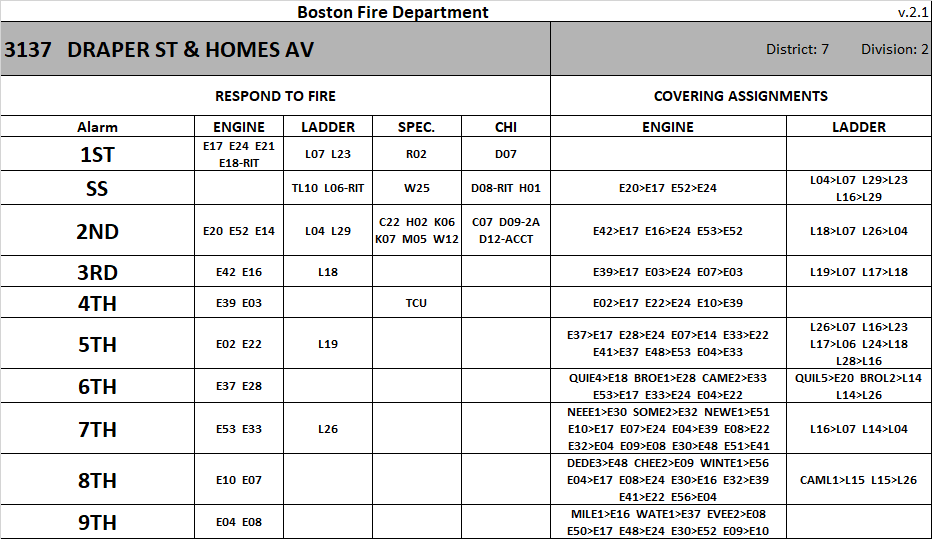 Boston Fire Department v.2.1
3137 DRAPER ST & HOMES AV District: 7 Division: 2
RESPOND TO FIRE COVERING ASSIGNMENTS
Alarm ENGINE LADDER SPEC. CHI ENGINE LADDER
1ST
E17 E24 E21
E18-RIT
L07 L23
R02
D07
SS
TL10 L06-RIT
W25
D08-RIT H01
E20>E17 E52>E24
L04>L07 L29>L23
L16>L29
2ND
E20 E52 E14
L04 L29
C22 H02 K06
K07 M05 W12
C07 D09-2A
D12-ACCT
E42>E17 E16>E24 E53>E52
L18>L07 L26>L04
3RD
E42 E16
L18
E39>E17 E03>E24 E07>E03
L19>L07 L17>L18
4TH
E39 E03
TCU
E02>E17 E22>E24 E10>E39
5TH
E02 E22
L19
E37>E17 E28>E24 E07>E14 E33>E22
E41>E37 E48>E53 E04>E33
L26>L07 L16>L23
L17>L06 L24>L18
L28>L16
6TH
E37 E28
QUIE4>E18 BROE1>E28 CAME2>E33
E53>E17 E33>E24 E04>E22
QUIL5>E20 BROL2>L14
L14>L26
7TH
E53 E33
L26
NEEE1>E30 SOME2>E32 NEWE1>E51
E10>E17 E07>E24 E04>E39 E08>E22
E32>E04 E09>E08 E30>E48 E51>E41
L16>L07 L14>L04
8TH
E10 E07
DEDE3>E48 CHEE2>E09 WINTE1>E56
E04>E17 E08>E24 E30>E16 E32>E39
E41>E22 E56>E04
CAML1>L15 L15>L26
9TH
E04 E08
MILE1>E16 WATE1>E37 EVEE2>E08
E50>E17 E48>E24 E30>E52 E09>E10